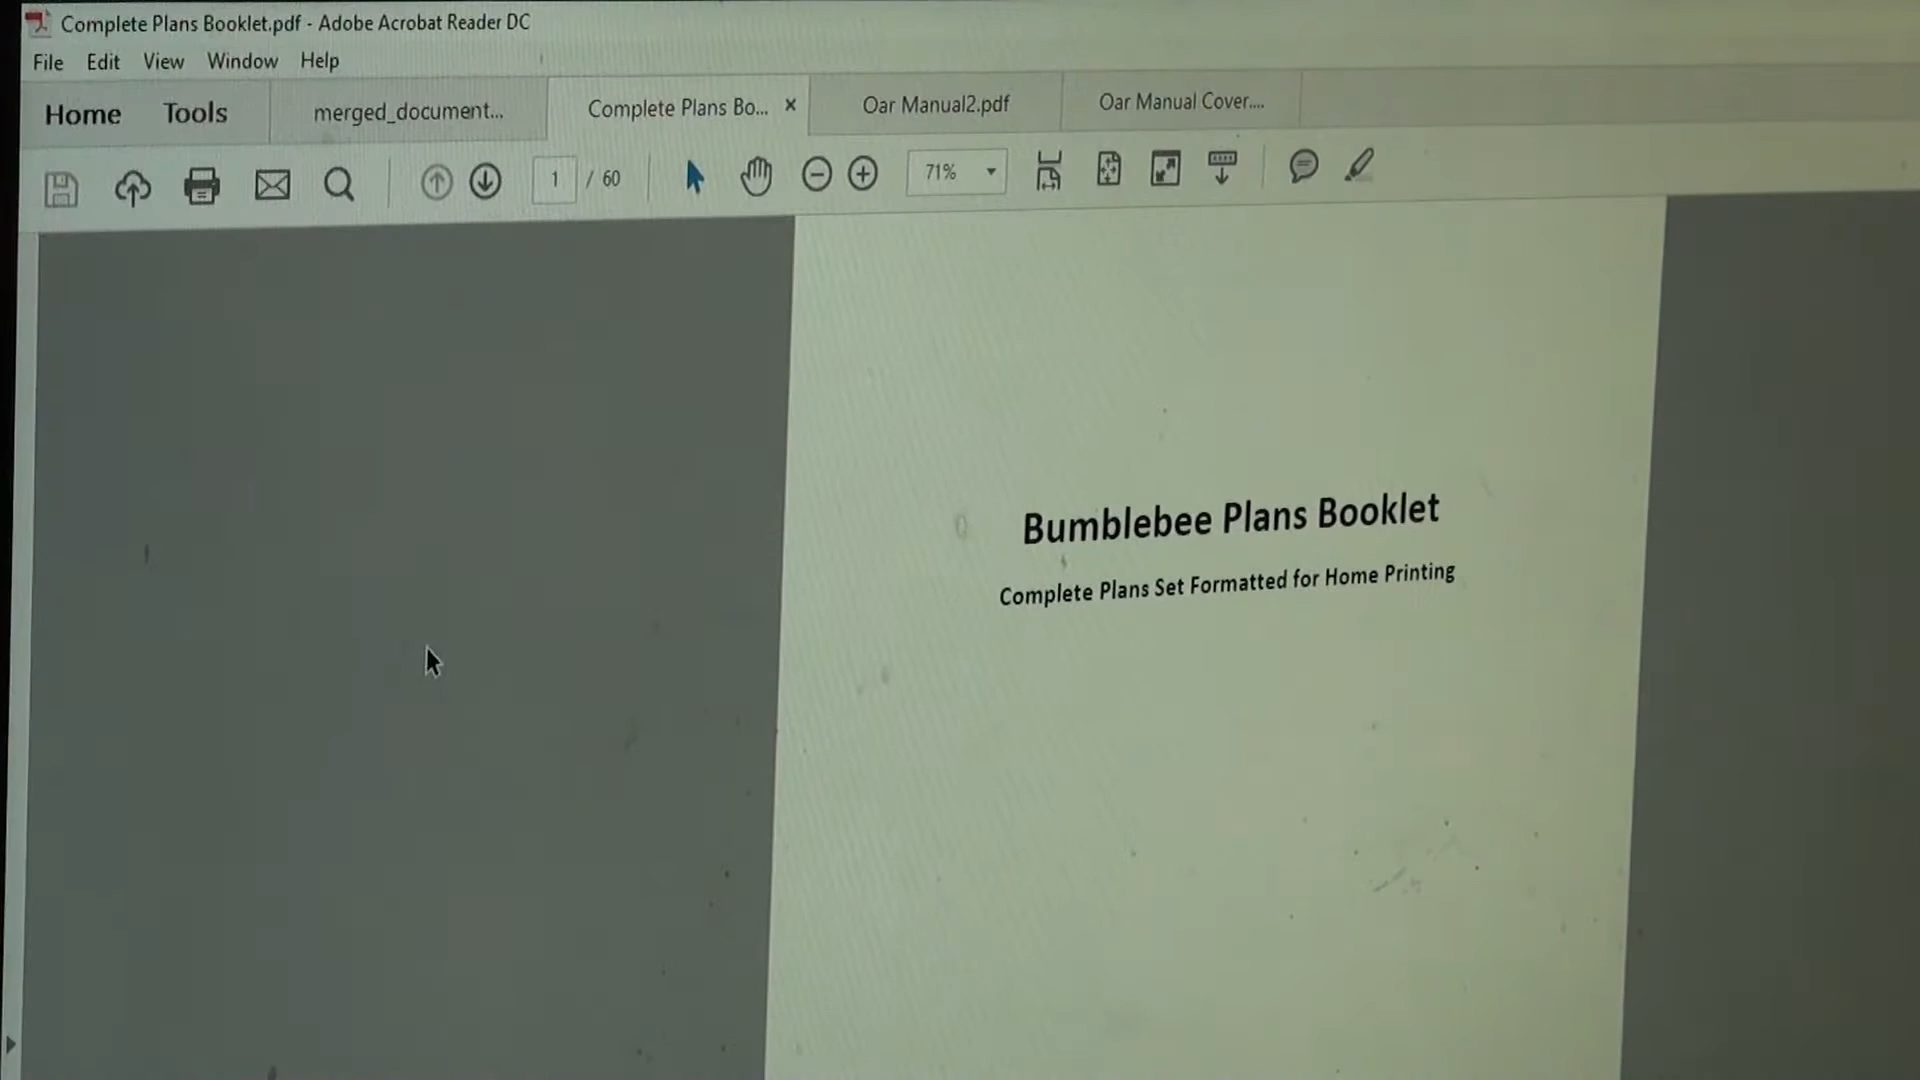 Complete Plans Booklet.pdf - Adobe Acrobat Reader DC
File Edit View Window Help
Home Tools merged_document... Complete Plans Bo... × Oar Manual2.pdf Oar Manual Cover....
1 / 60 71%
Bumblebee Plans Booklet
Complete Plans Set Formatted for Home Printing